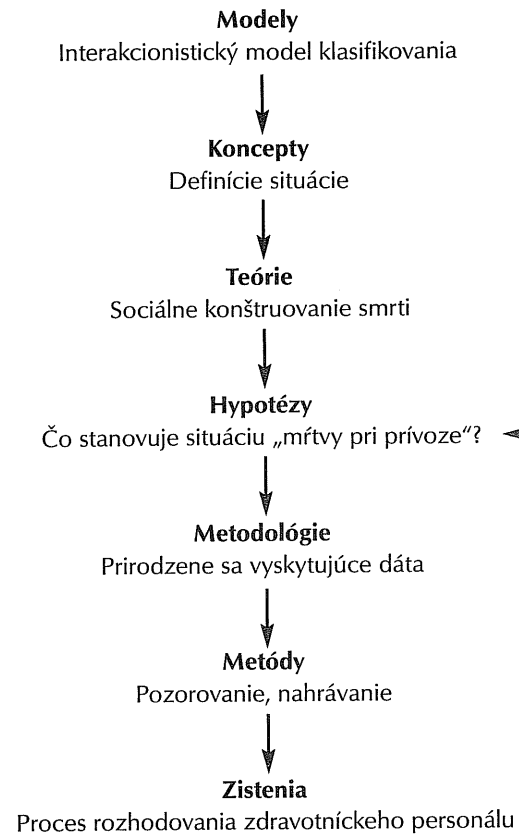 Modely
Interakcionistický model klasifikovania
Koncepty
Definície situácie
Teórie
Sociálne konštruovanie smrti
Hypotézy
Čo stanovuje situáciu „mŕtvy pri prívoze“?
Metodológie
Prirodzene sa vyskytujúce dáta
Metódy
Pozorovanie, nahrávanie
Zistenia
Proces rozhodovania zdravotníckeho personálu